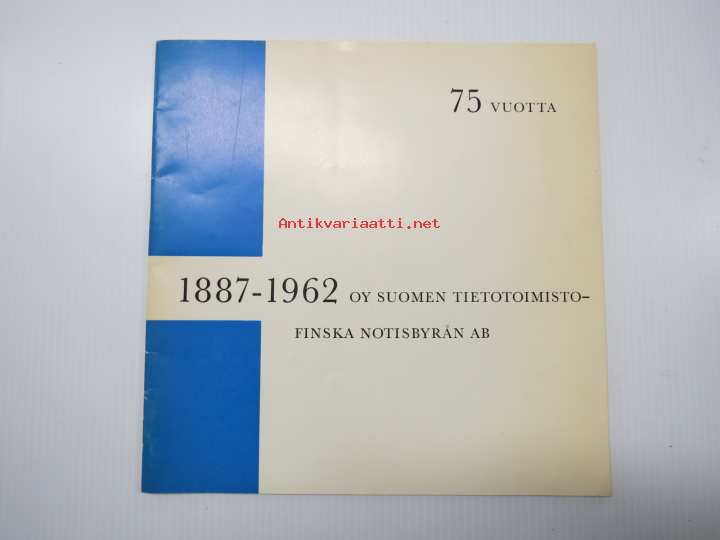 75 VUOTTA
Antikvariaatti.net
1887-1962 OY SUOMEN TIETOTOIMISTO-
FINSKA NOTISBYRÅN AB